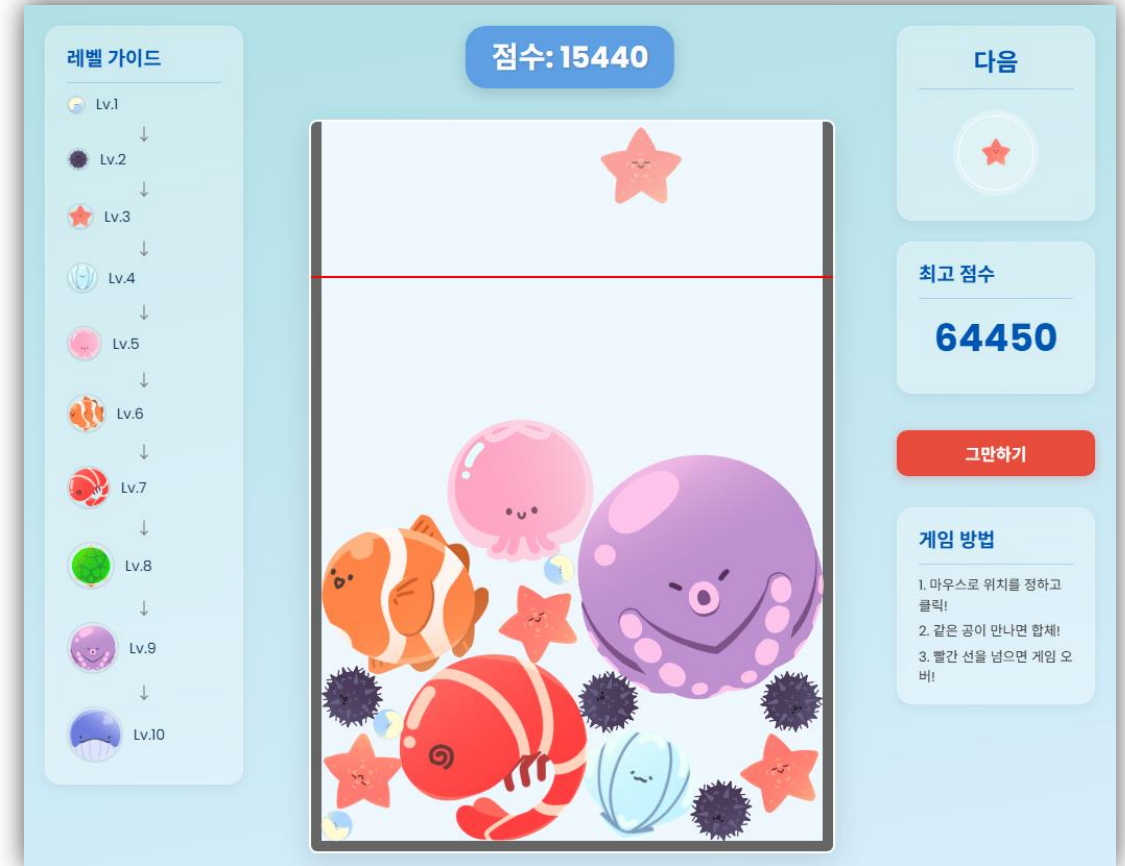 레벨 가이드
Lv.1
↓
Lv.2
↓
Lv.3
↓
Lv.4
↓
Lv.5
↓
Lv.6
↓
Lv.7
↓
Lv.8
↓
Lv.9
↓
Lv.10
점수: 15440
다음
최고 점수
64450
그만하기
게임 방법
1. 마우스로 위치를 정하고
클릭!
2. 같은 공이 만나면 합체!
3. 빨간 선을 넘으면 게임 오
버!